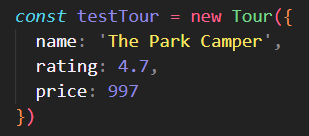 const testTour = new Tour({
  name: 'The Park Camper',
  rating: 4.7,
  price: 997
})